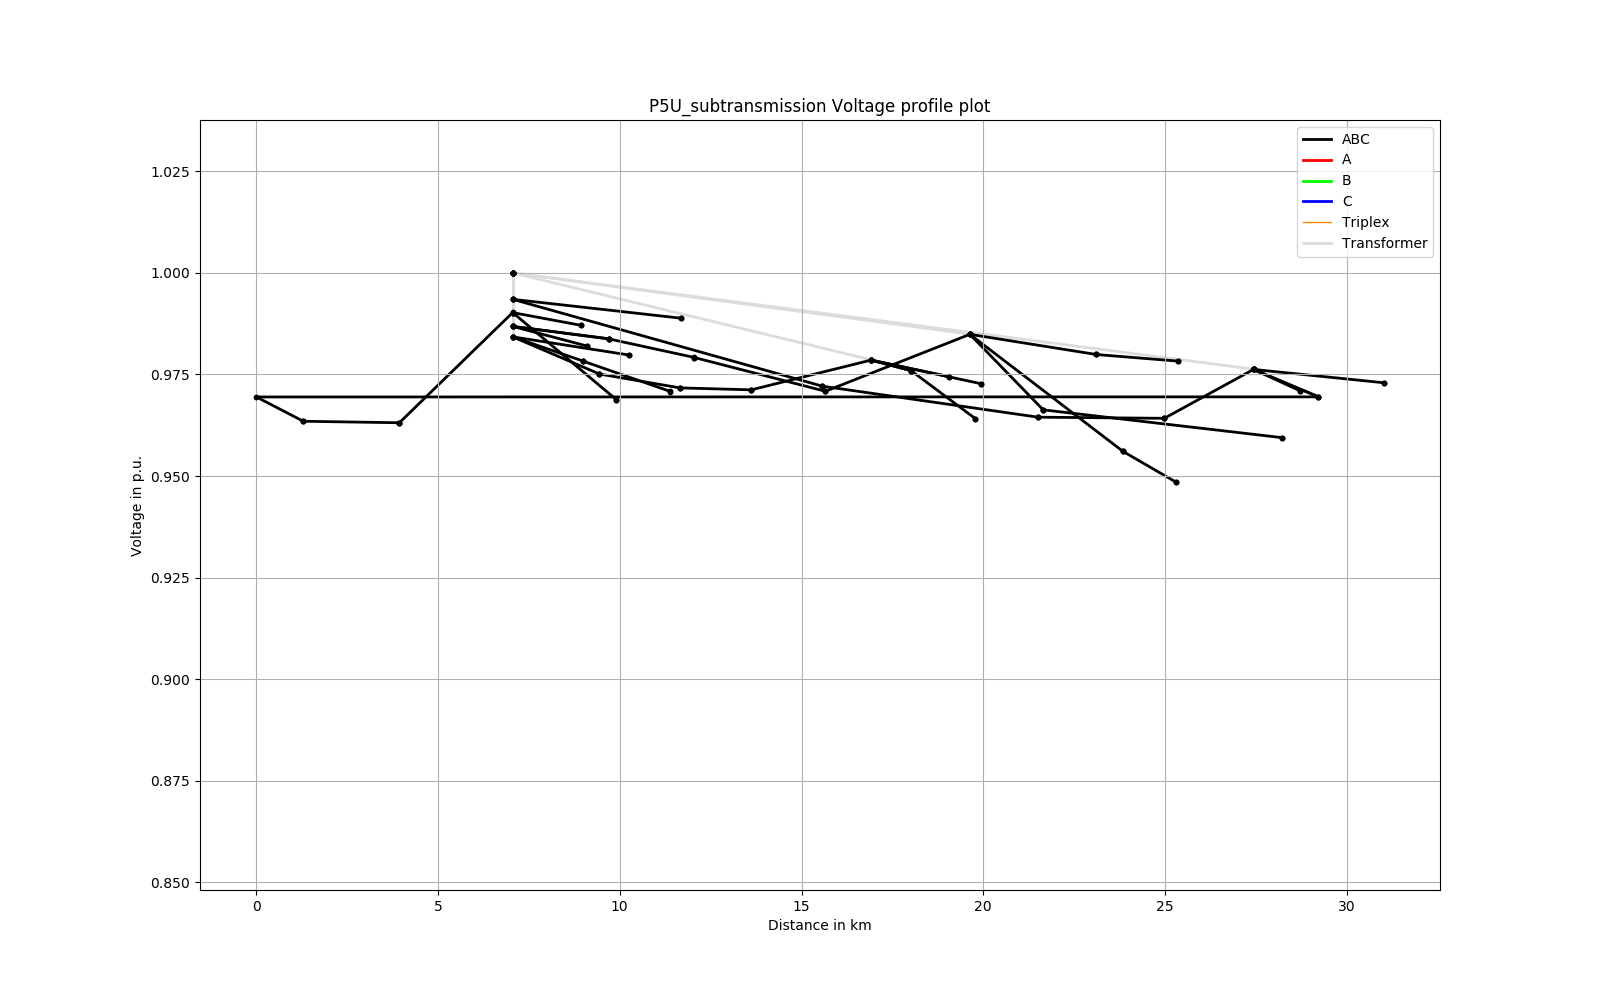 P5U_subtransmission Voltage profile plot
ABC
A
B
C
Triplex
Transformer
Voltage in p.u.
1.025
1.000
0.975
0.950
0.925
0.900
0.875
0.850
0 5 10 15 20 25 30
Distance in km